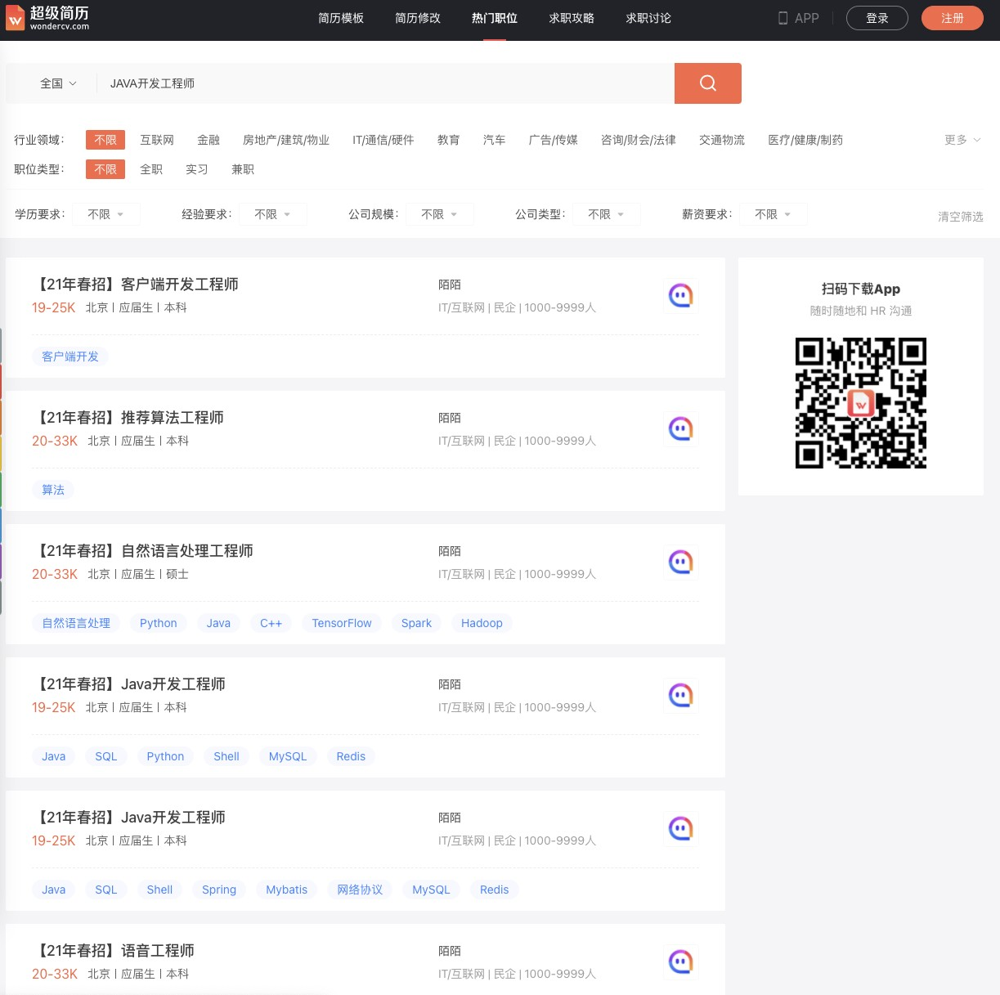 超级简历
wondercv.com
简历模板 简历修改 热门职位 求职攻略 求职讨论 APP 登录 注册
全国 JAVA开发工程师
行业领域： 不限 互联网 金融 房地产/建筑/物业 IT/通信/硬件 教育 汽车 广告/传媒 咨询/财会/法律 交通物流 医疗/健康/制药 更多
职位类型： 不限 全职 实习 兼职
学历要求： 不限 经验要求： 不限 公司规模： 不限 公司类型： 不限 薪资要求： 不限 清空筛选
【21年春招】客户端开发工程师 陌陌
19-25K 北京 | 应届生 | 本科 IT/互联网 | 民企 | 1000-9999人
客户端开发
【21年春招】推荐算法工程师 陌陌
20-33K 北京 | 应届生 | 本科 IT/互联网 | 民企 | 1000-9999人
算法
【21年春招】自然语言处理工程师 陌陌
20-33K 北京 | 应届生 | 硕士 IT/互联网 | 民企 | 1000-9999人
自然语言处理 Python Java C++ TensorFlow Spark Hadoop
【21年春招】Java开发工程师 陌陌
19-25K 北京 | 应届生 | 本科 IT/互联网 | 民企 | 1000-9999人
Java SQL Python Shell MySQL Redis
【21年春招】Java开发工程师 陌陌
19-25K 北京 | 应届生 | 本科 IT/互联网 | 民企 | 1000-9999人
Java SQL Shell Spring Mybatis 网络协议 MySQL Redis
【21年春招】语音工程师 陌陌
20-33K 北京 | 应届生 | 本科 IT/互联网 | 民企 | 1000-9999人
扫码下载App
随时随地和 HR 沟通